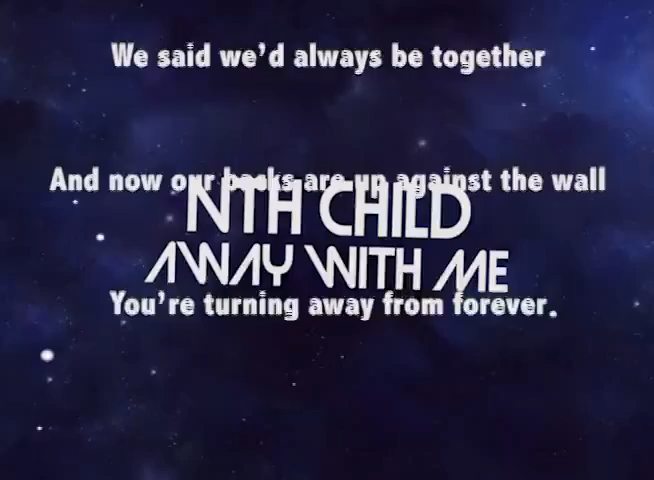 We said we'd always be together
And now our backs are up against the wall
NTH CHILD
AWAY WITH ME
You're turning away from forever.